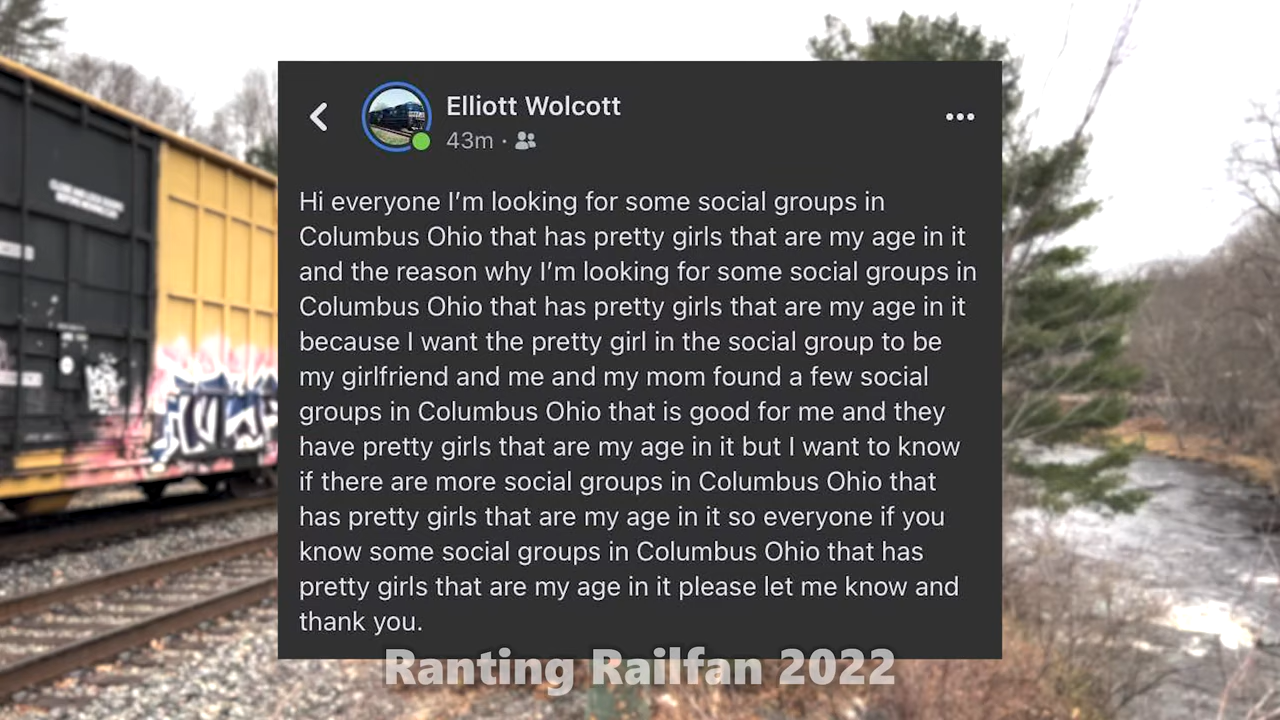 Elliott Wolcott
43m
Hi everyone I’m looking for some social groups in
Columbus Ohio that has pretty girls that are my age in it
and the reason why I’m looking for some social groups in
Columbus Ohio that has pretty girls that are my age in it
because I want the pretty girl in the social group to be
my girlfriend and me and my mom found a few social
groups in Columbus Ohio that is good for me and they
have pretty girls that are my age in it but I want to know
if there are more social groups in Columbus Ohio that
has pretty girls that are my age in it so everyone if you
know some social groups in Columbus Ohio that has
pretty girls that are my age in it please let me know and
thank you.
Ranting Railfan 2022